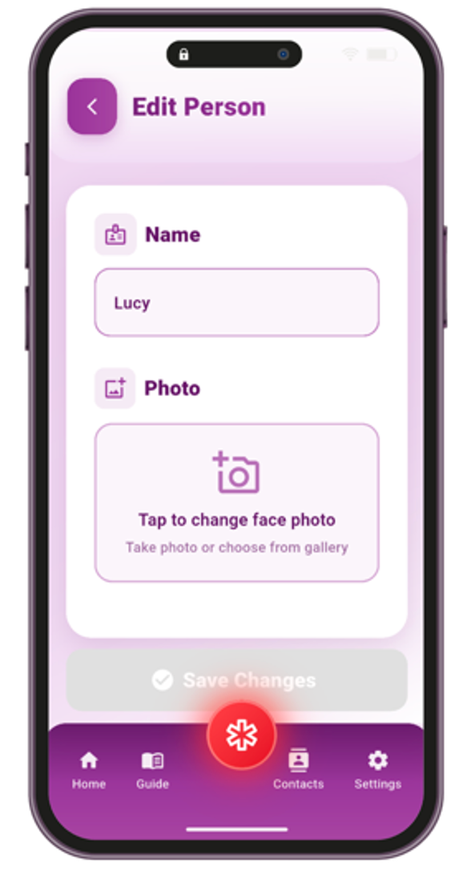 Edit Person
Name
Lucy
Photo
Tap to change face photo
Take photo or choose from gallery
Save Changes
Home
Guide
Contacts
Settings